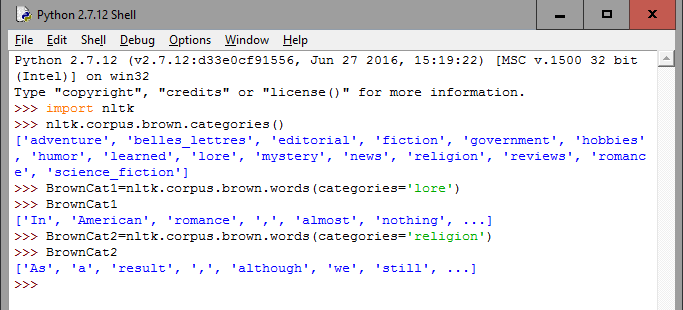 Python 2.7.12 Shell
File Edit Shell Debug Options Window Help
Python 2.7.12 (v2.7.12:d33e0cf91556, Jun 27 2016, 15:19:22) [MSC v.1500 32 bit
(Intel)] on win32
Type "copyright", "credits" or "license()" for more information.
>>> import nltk
>>> nltk.corpus.brown.categories()
['adventure', 'belles_lettres', 'editorial', 'fiction', 'government', 'hobbies'
, 'humor', 'learned', 'lore', 'mystery', 'news', 'religion', 'reviews', 'romanc
e', 'science_fiction']
>>> BrownCat1=nltk.corpus.brown.words(categories='lore')
>>> BrownCat1
['In', 'American', 'romance', ',', 'almost', 'nothing', ...]
>>> BrownCat2=nltk.corpus.brown.words(categories='religion')
>>> BrownCat2
['As', 'a', 'result', ',', 'although', 'we', 'still', ...]
>>>